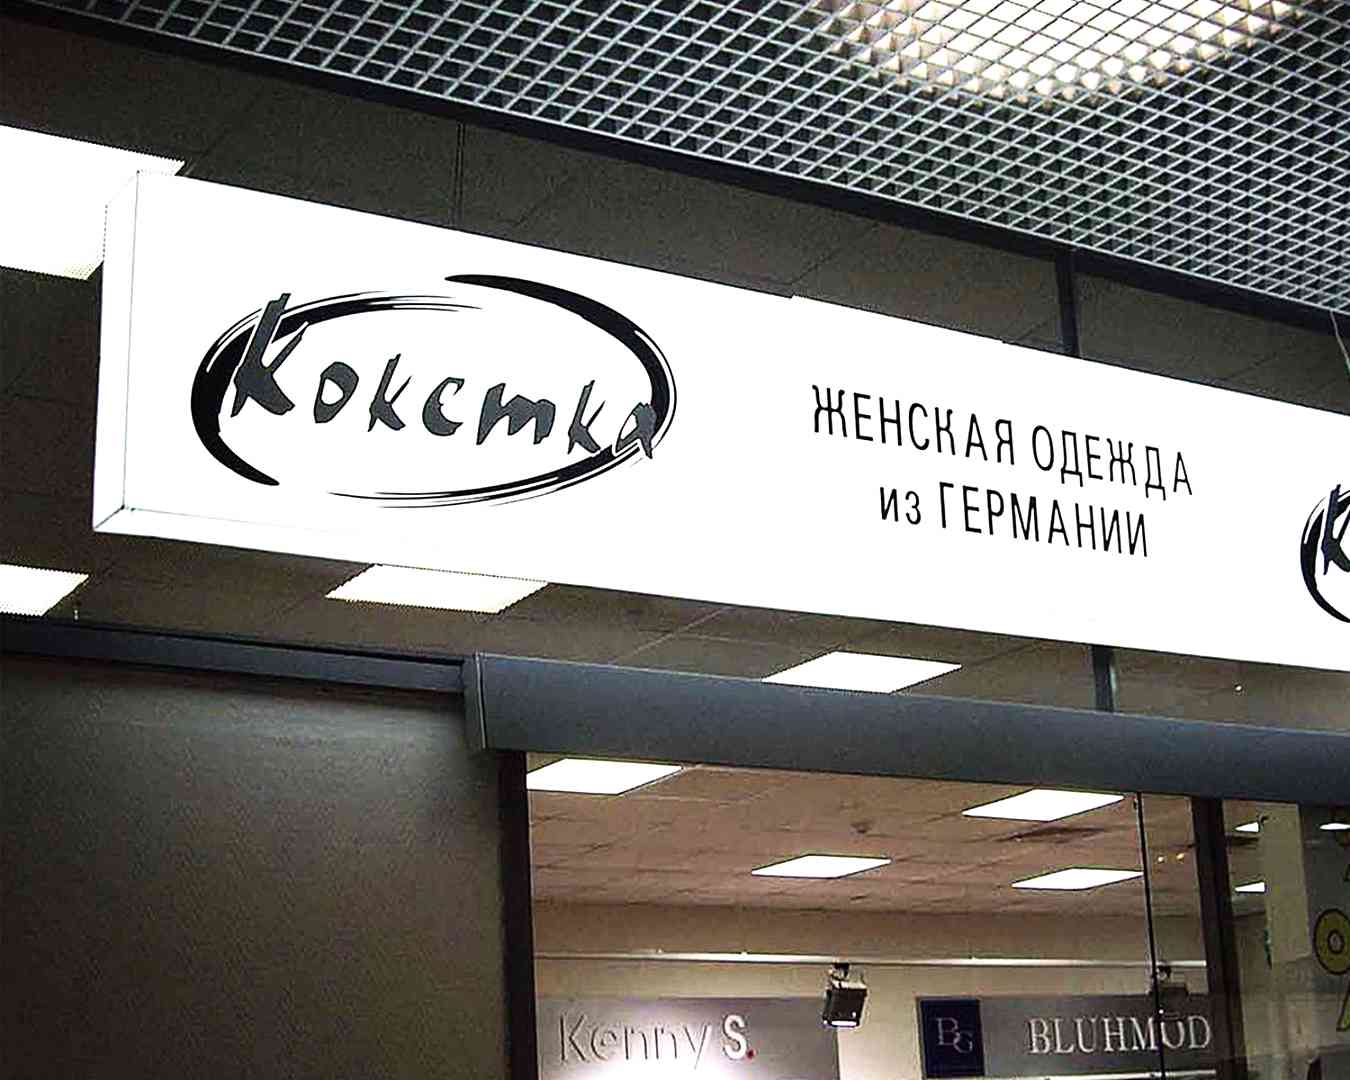 Кокетка
ЖЕНСКАЯ ОДЕЖДА
из ГЕРМАНИИ
Kenny S.
BG
BLUHMOD